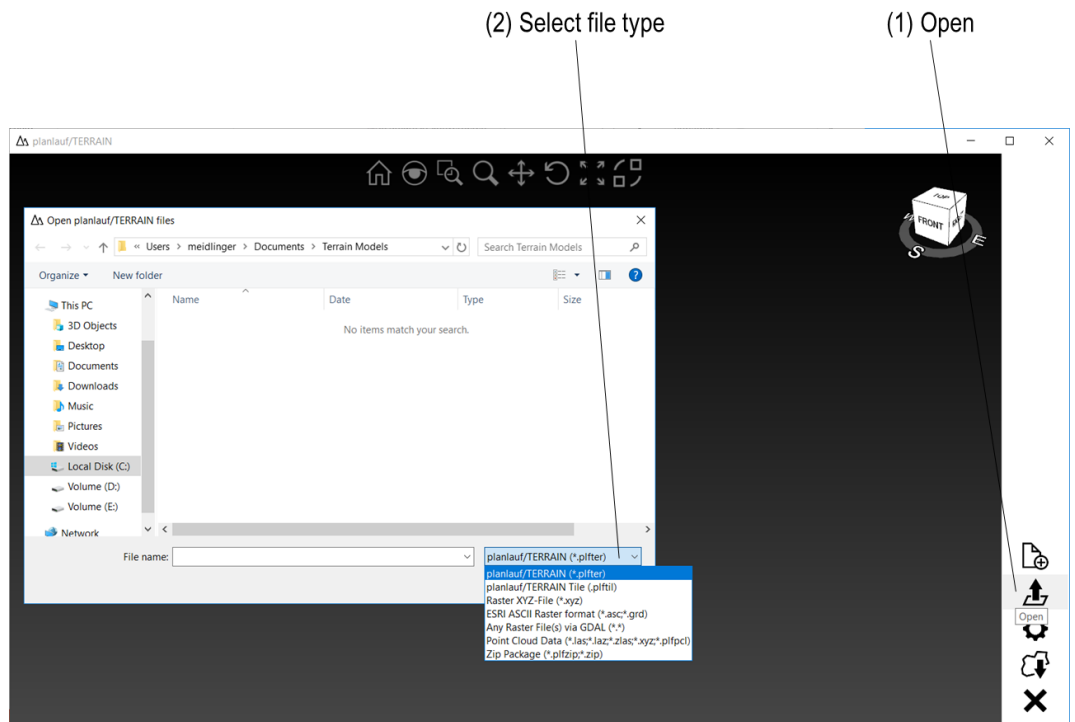 (2) Select file type
(1) Open
planlauf/TERRAIN
TOP
FRONT
S
E
Open planlauf/TERRAIN files
« Users > meidlinger > Documents > Terrain Models
Search Terrain Models
Organize
New folder
Name
Date
Type
Size
This PC
No items match your search.
3D Objects
Desktop
Documents
Downloads
Music
Pictures
Videos
Local Disk (C:)
Volume (D:)
Volume (E:)
Network
File name:
planlauf/TERRAIN (*.plfter)
planlauf/TERRAIN (*.plfter)
planlauf/TERRAIN Tile (.plftil)
Raster XYZ-File (*.xyz)
ESRI ASCII Raster format (*.asc;*.grd)
Any Raster File(s) via GDAL (*.*)
Point Cloud Data (*.las;*.laz;*.zlas;*.xyz;*.plfpcl)
Zip Package (*.plfzip;*.zip)
Open